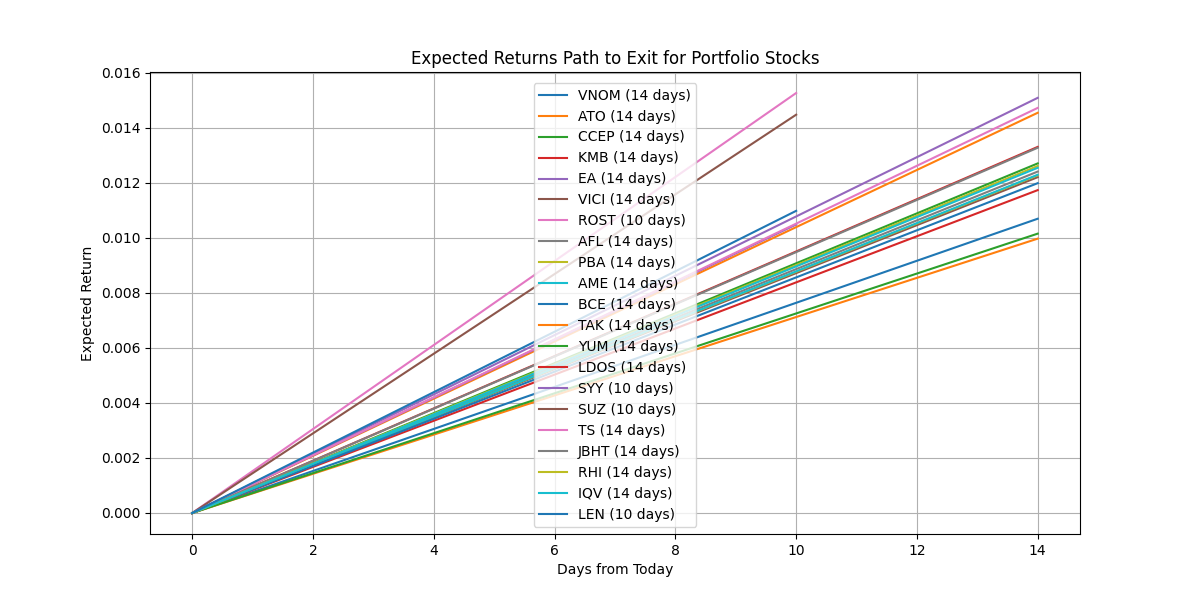 Expected Returns Path to Exit for Portfolio Stocks
Expected Return
0.016
0.014
0.012
0.010
0.008
0.006
0.004
0.002
0.000
VNOM (14 days)
ATO (14 days)
CCEP (14 days)
KMB (14 days)
EA (14 days)
VICI (14 days)
ROST (10 days)
AFL (14 days)
PBA (14 days)
AME (14 days)
BCE (14 days)
TAK (14 days)
YUM (14 days)
LDOS (14 days)
SYY (10 days)
SUZ (10 days)
TS (14 days)
JBHT (14 days)
RHI (14 days)
IQV (14 days)
LEN (10 days)
0 2 4 6 8 10 12 14
Days from Today